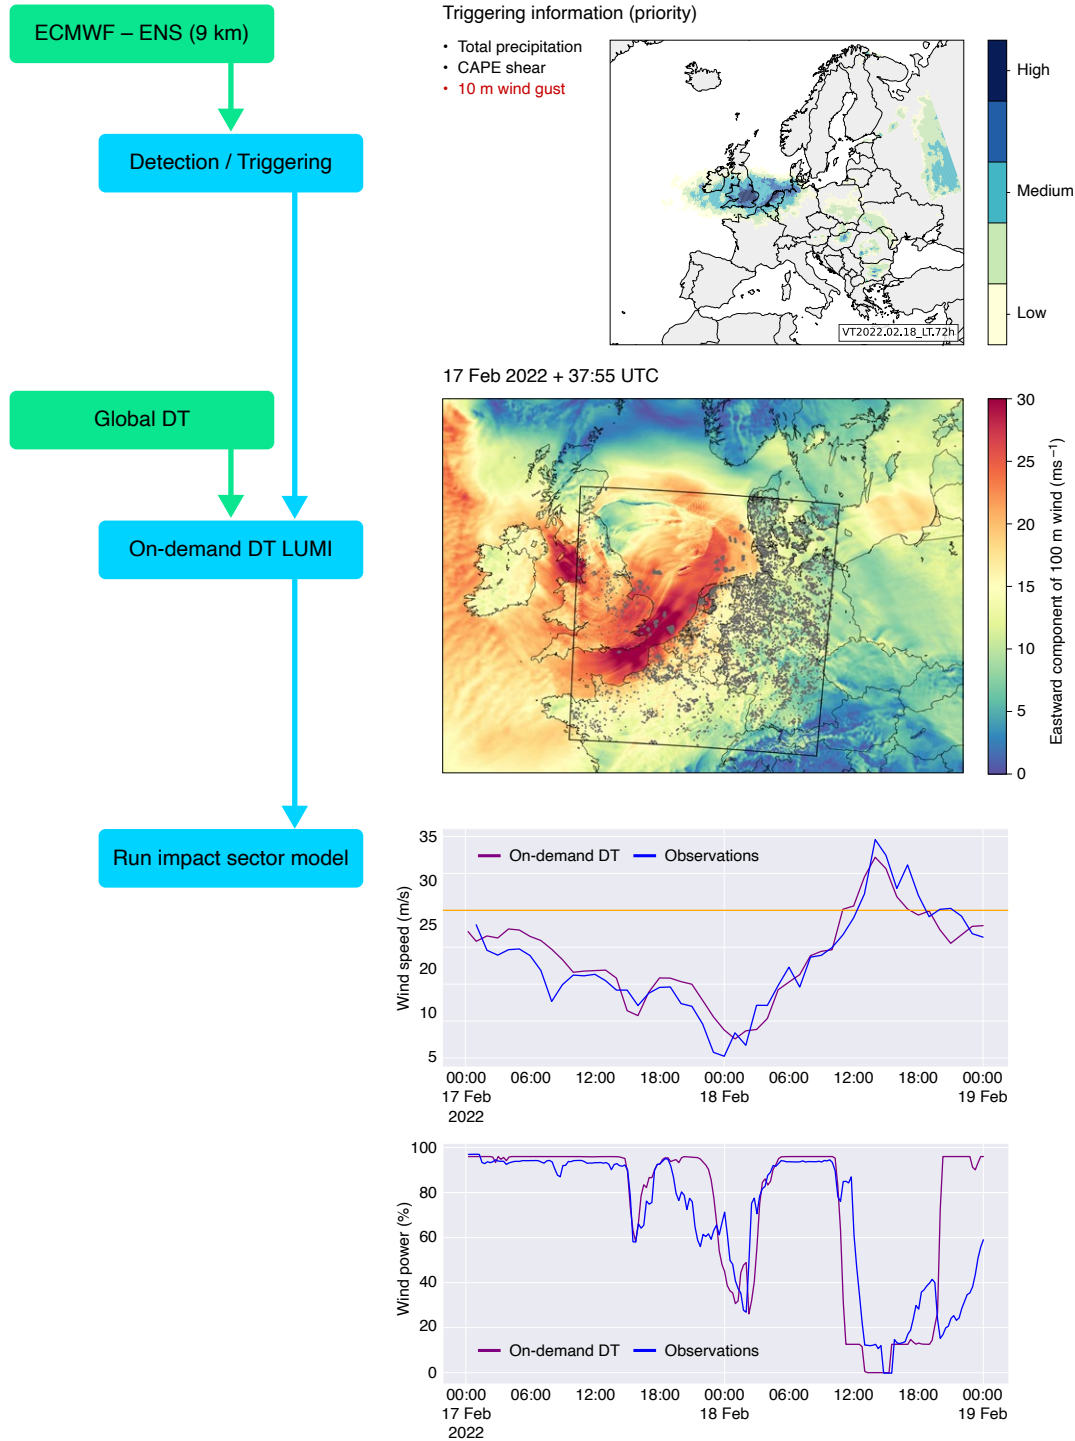 ECMWF – ENS (9 km)
Detection / Triggering
Global DT
On-demand DT LUMI
Run impact sector model
Triggering information (priority)
• Total precipitation
• CAPE shear
• 10 m wind gust
High
Medium
Low
VT2022.02.18_LT.72h
17 Feb 2022 + 37:55 UTC
30
25
20
15
10
5
0
Eastward component of 100 m wind (ms⁻¹)
On-demand DT
Observations
Wind speed (m/s)
35
30
25
20
10
5
00:00 06:00 12:00 18:00 00:00 06:00 12:00 18:00 00:00
17 Feb 18 Feb 19 Feb
2022
Wind power (%)
100
80
60
40
20
0
On-demand DT
Observations
00:00 06:00 12:00 18:00 00:00 06:00 12:00 18:00 00:00
17 Feb 18 Feb 19 Feb
2022